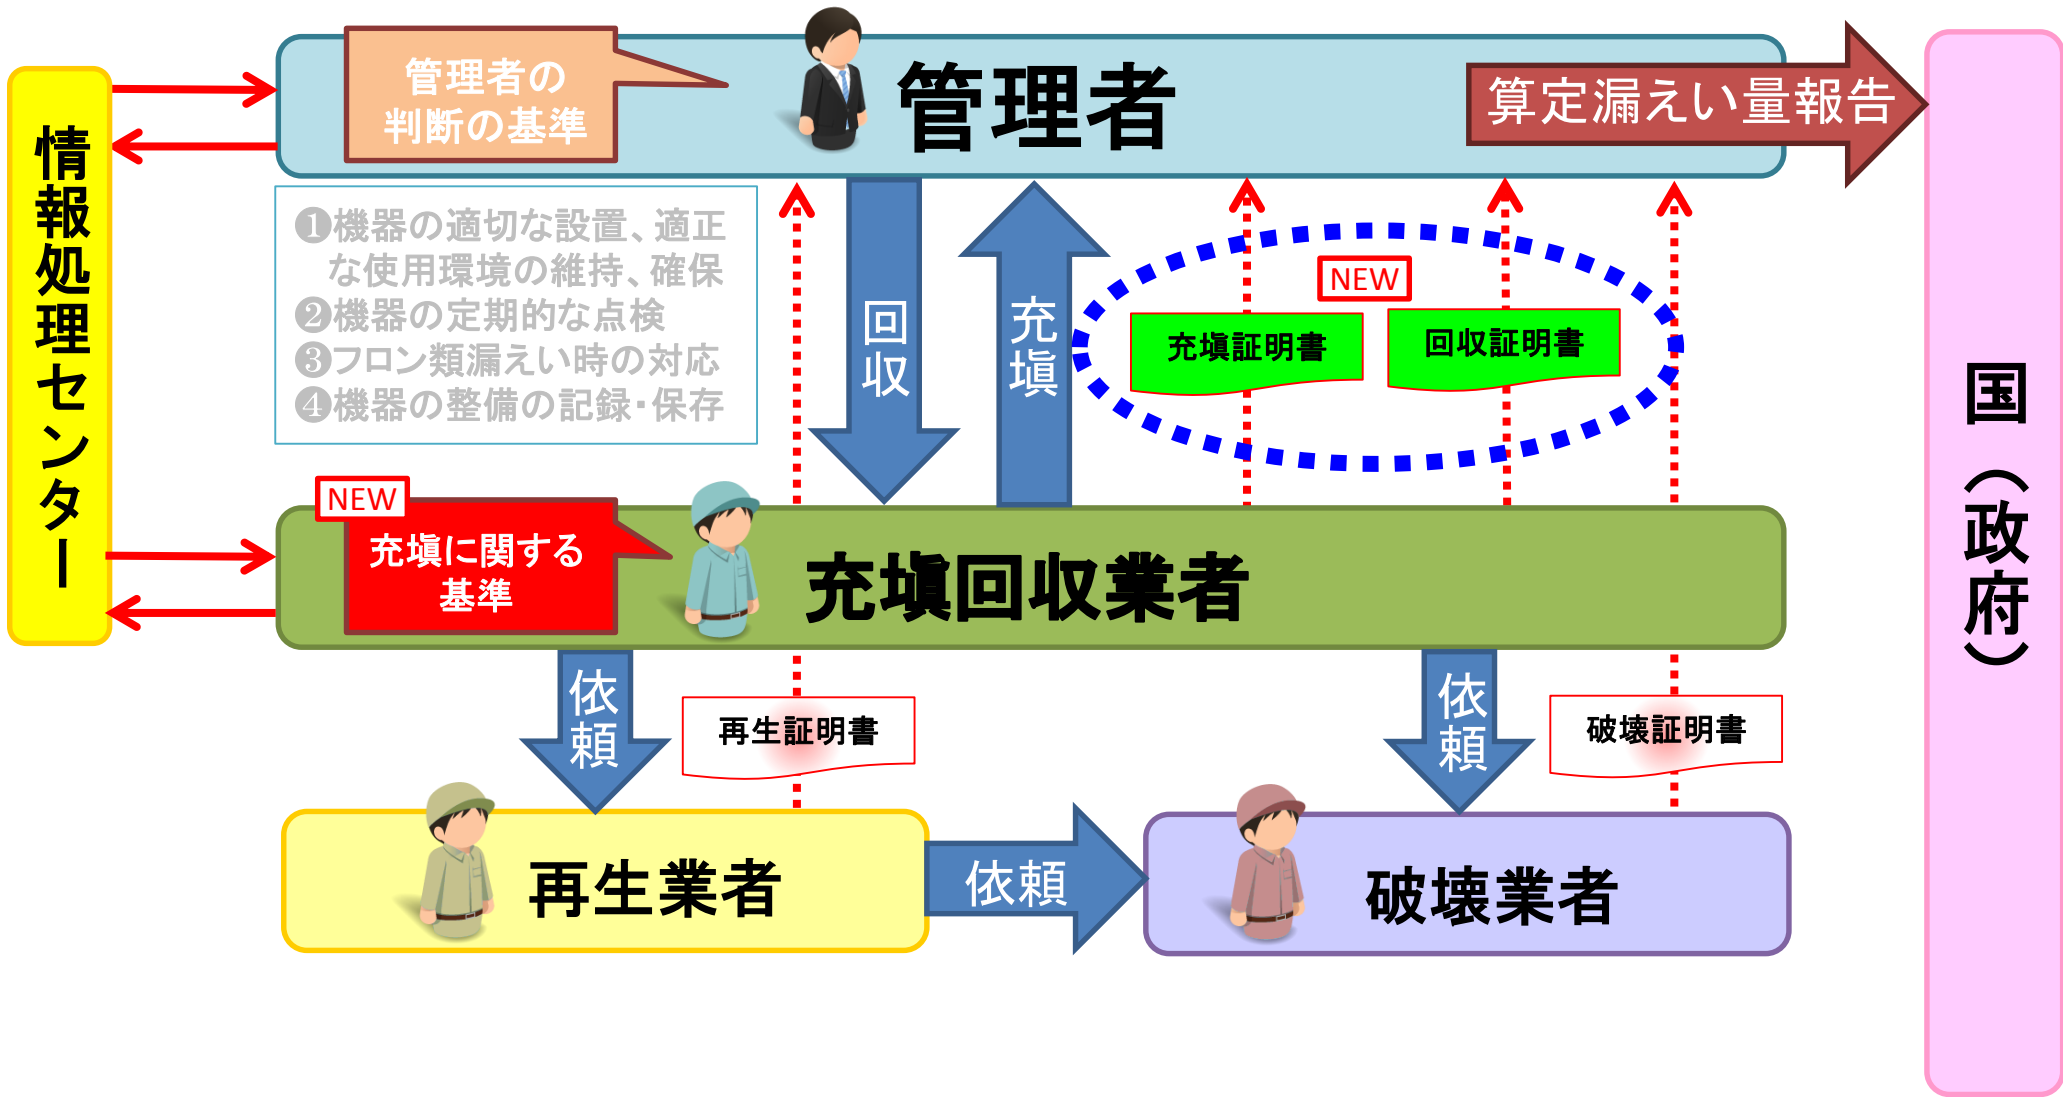 管理者の
判断の基準
管理者
算定漏えい量報告
情報処理センター
❶機器の適切な設置、適正
な使用環境の維持、確保
❷機器の定期的な点検
❸フロン類漏えい時の対応
❹機器の整備の記録・保存
回収
充塡
NEW
充塡証明書
回収証明書
国（政府）
NEW
充塡に関する
基準
充塡回収業者
依頼
再生証明書
依頼
破壊証明書
再生業者
依頼
破壊業者